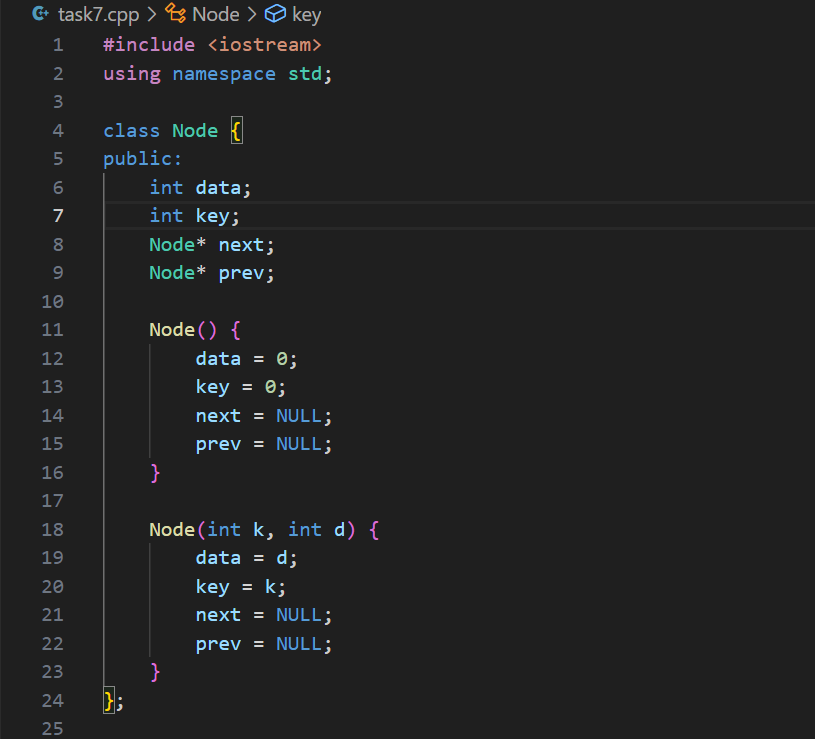 task7.cpp > Node > key
1 #include <iostream>
2 using namespace std;
3
4 class Node {
5 public:
6     int data;
7     int key;
8     Node* next;
9     Node* prev;
10
11     Node() {
12         data = 0;
13         key = 0;
14         next = NULL;
15         prev = NULL;
16     }
17
18     Node(int k, int d) {
19         data = d;
20         key = k;
21         next = NULL;
22         prev = NULL;
23     }
24 };
25